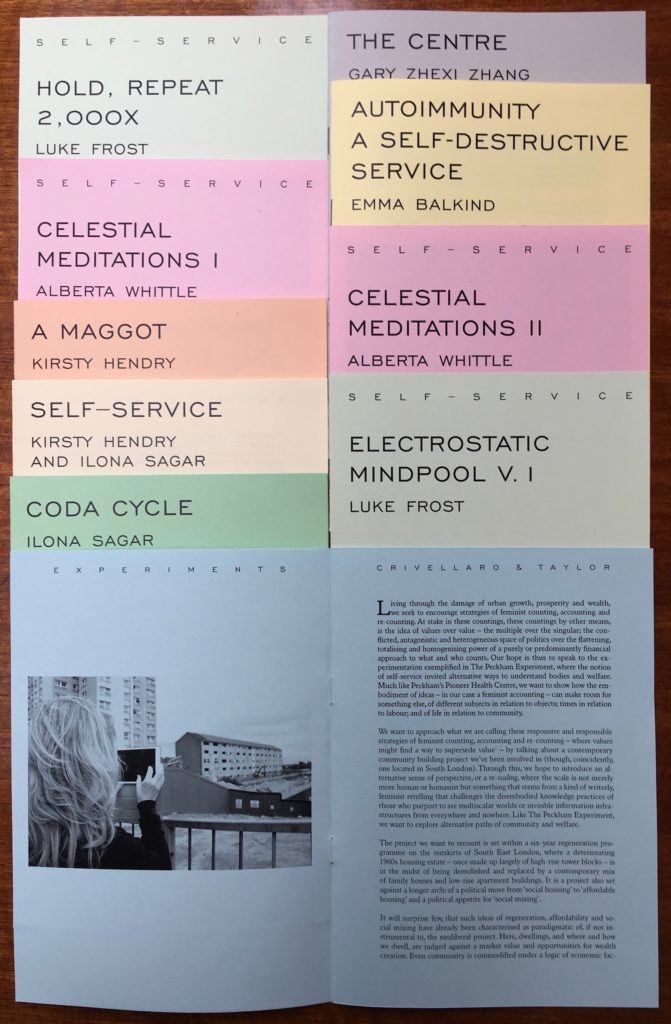 SELF–SERVICE
HOLD, REPEAT
2,000X
LUKE FROST
SELF–SERVICE
CELESTIAL
MEDITATIONS I
ALBERTA WHITTLE
A MAGGOT
KIRSTY HENDRY
SELF–SERVICE
KIRSTY HENDRY
AND ILONA SAGAR
CODA CYCLE
ILONA SAGAR
THE CENTRE
GARY ZHEXI ZHANG
AUTOIMMUNITY
A SELF-DESTRUCTIVE
SERVICE
EMMA BALKIND
SELF–SERVICE
CELESTIAL
MEDITATIONS II
ALBERTA WHITTLE
SELF–SERVICE
ELECTROSTATIC
MINDPOOL V. I
LUKE FROST
EXPERIMENTS
CRIVELLARO & TAYLOR
Living through the damage of urban growth, prosperity and wealth,
we seek to encourage strategies of feminist counting, accounting and
re-counting. At stake in these countings, these countings by other means,
is the idea of values over value – the multiple over the singular; the con-
flicted, antagonistic and heterogeneous space of politics over the flattening,
totalising and homogenising power of a purely or predominantly financial
approach to what and who counts. Our hope is thus to speak to the ex-
perimentation exemplified in The Peckham Experiment, where the notion
of self-service invited alternative ways to understand bodies and welfare.
Much like Peckham's Pioneer Health Centre, we want to show how the em-
bodiment of ideas – in our case a feminist accounting – can make room for
something else, of different subjects in relation to objects; times in relation
to labour; and of life in relation to community.
We want to approach what we are calling these responsive and responsible
strategies of feminist counting, accounting and re-counting – where values
might find a way to supersede value¹ – by talking about a contemporary
community building project we've been involved in (though, coincidently,
one located in South London). Through this, we hope to introduce an al-
ternative sense of perspective, or a re-scaling, where the scale is not merely
more human or humanist but something that stems from a kind of writerly,
feminist retelling that challenges the disembodied knowledge practices of
those who purport to see multiscalar worlds or invisible information infra-
structures from everywhere and nowhere. Like The Peckham Experiment,
we want to explore alternative paths of community and welfare.
The project we want to recount is set within a six-year regeneration pro-
gramme on the outskirts of South East London, where a deteriorating
1960s housing estate – once made up largely of high-rise tower blocks – is
in the midst of being demolished and replaced by a contemporary mix
of family houses and low-rise apartment buildings. It is a project also set
against a longer arch: of a political move from 'social housing' to 'affordable
housing' and a political appetite for 'social mixing'.
It will surprise few, that such ideas of regeneration, affordability and so-
cial mixing have already been characterised as paradigmatic of, if not in-
strumental to, the neoliberal project. Here, dwellings, and where and how
we dwell, are judged against a market value and opportunities for wealth
creation. Even community is commodified under a logic of economic fac-